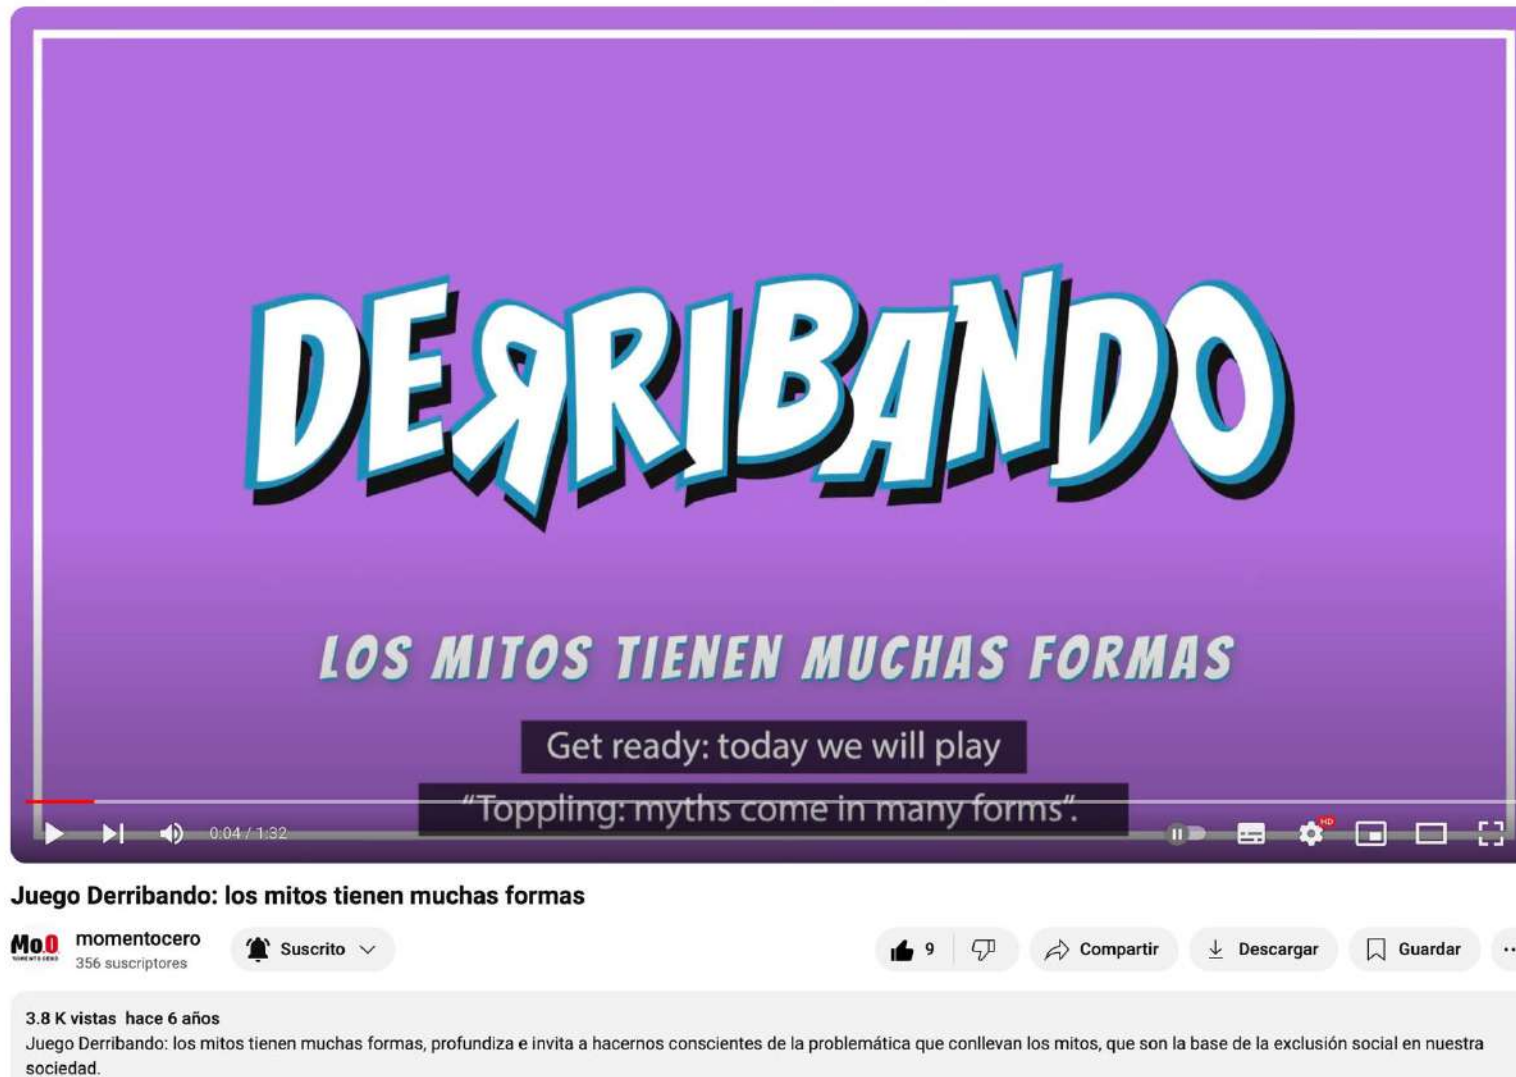 DERRIBANDO
LOS MITOS TIENEN MUCHAS FORMAS
Get ready: today we will play
“Toppling: myths come in many forms”.
0:04 / 1:32
HD
Juego Derribando: los mitos tienen muchas formas
Mo.0
MOMENTO CERO
momentocero
356 suscriptores
Suscrito
9
Compartir
Descargar
Guardar
3.8 K vistas hace 6 años
Juego Derribando: los mitos tienen muchas formas, profundiza e invita a hacernos conscientes de la problemática que conllevan los mitos, que son la base de la exclusión social en nuestra
sociedad.